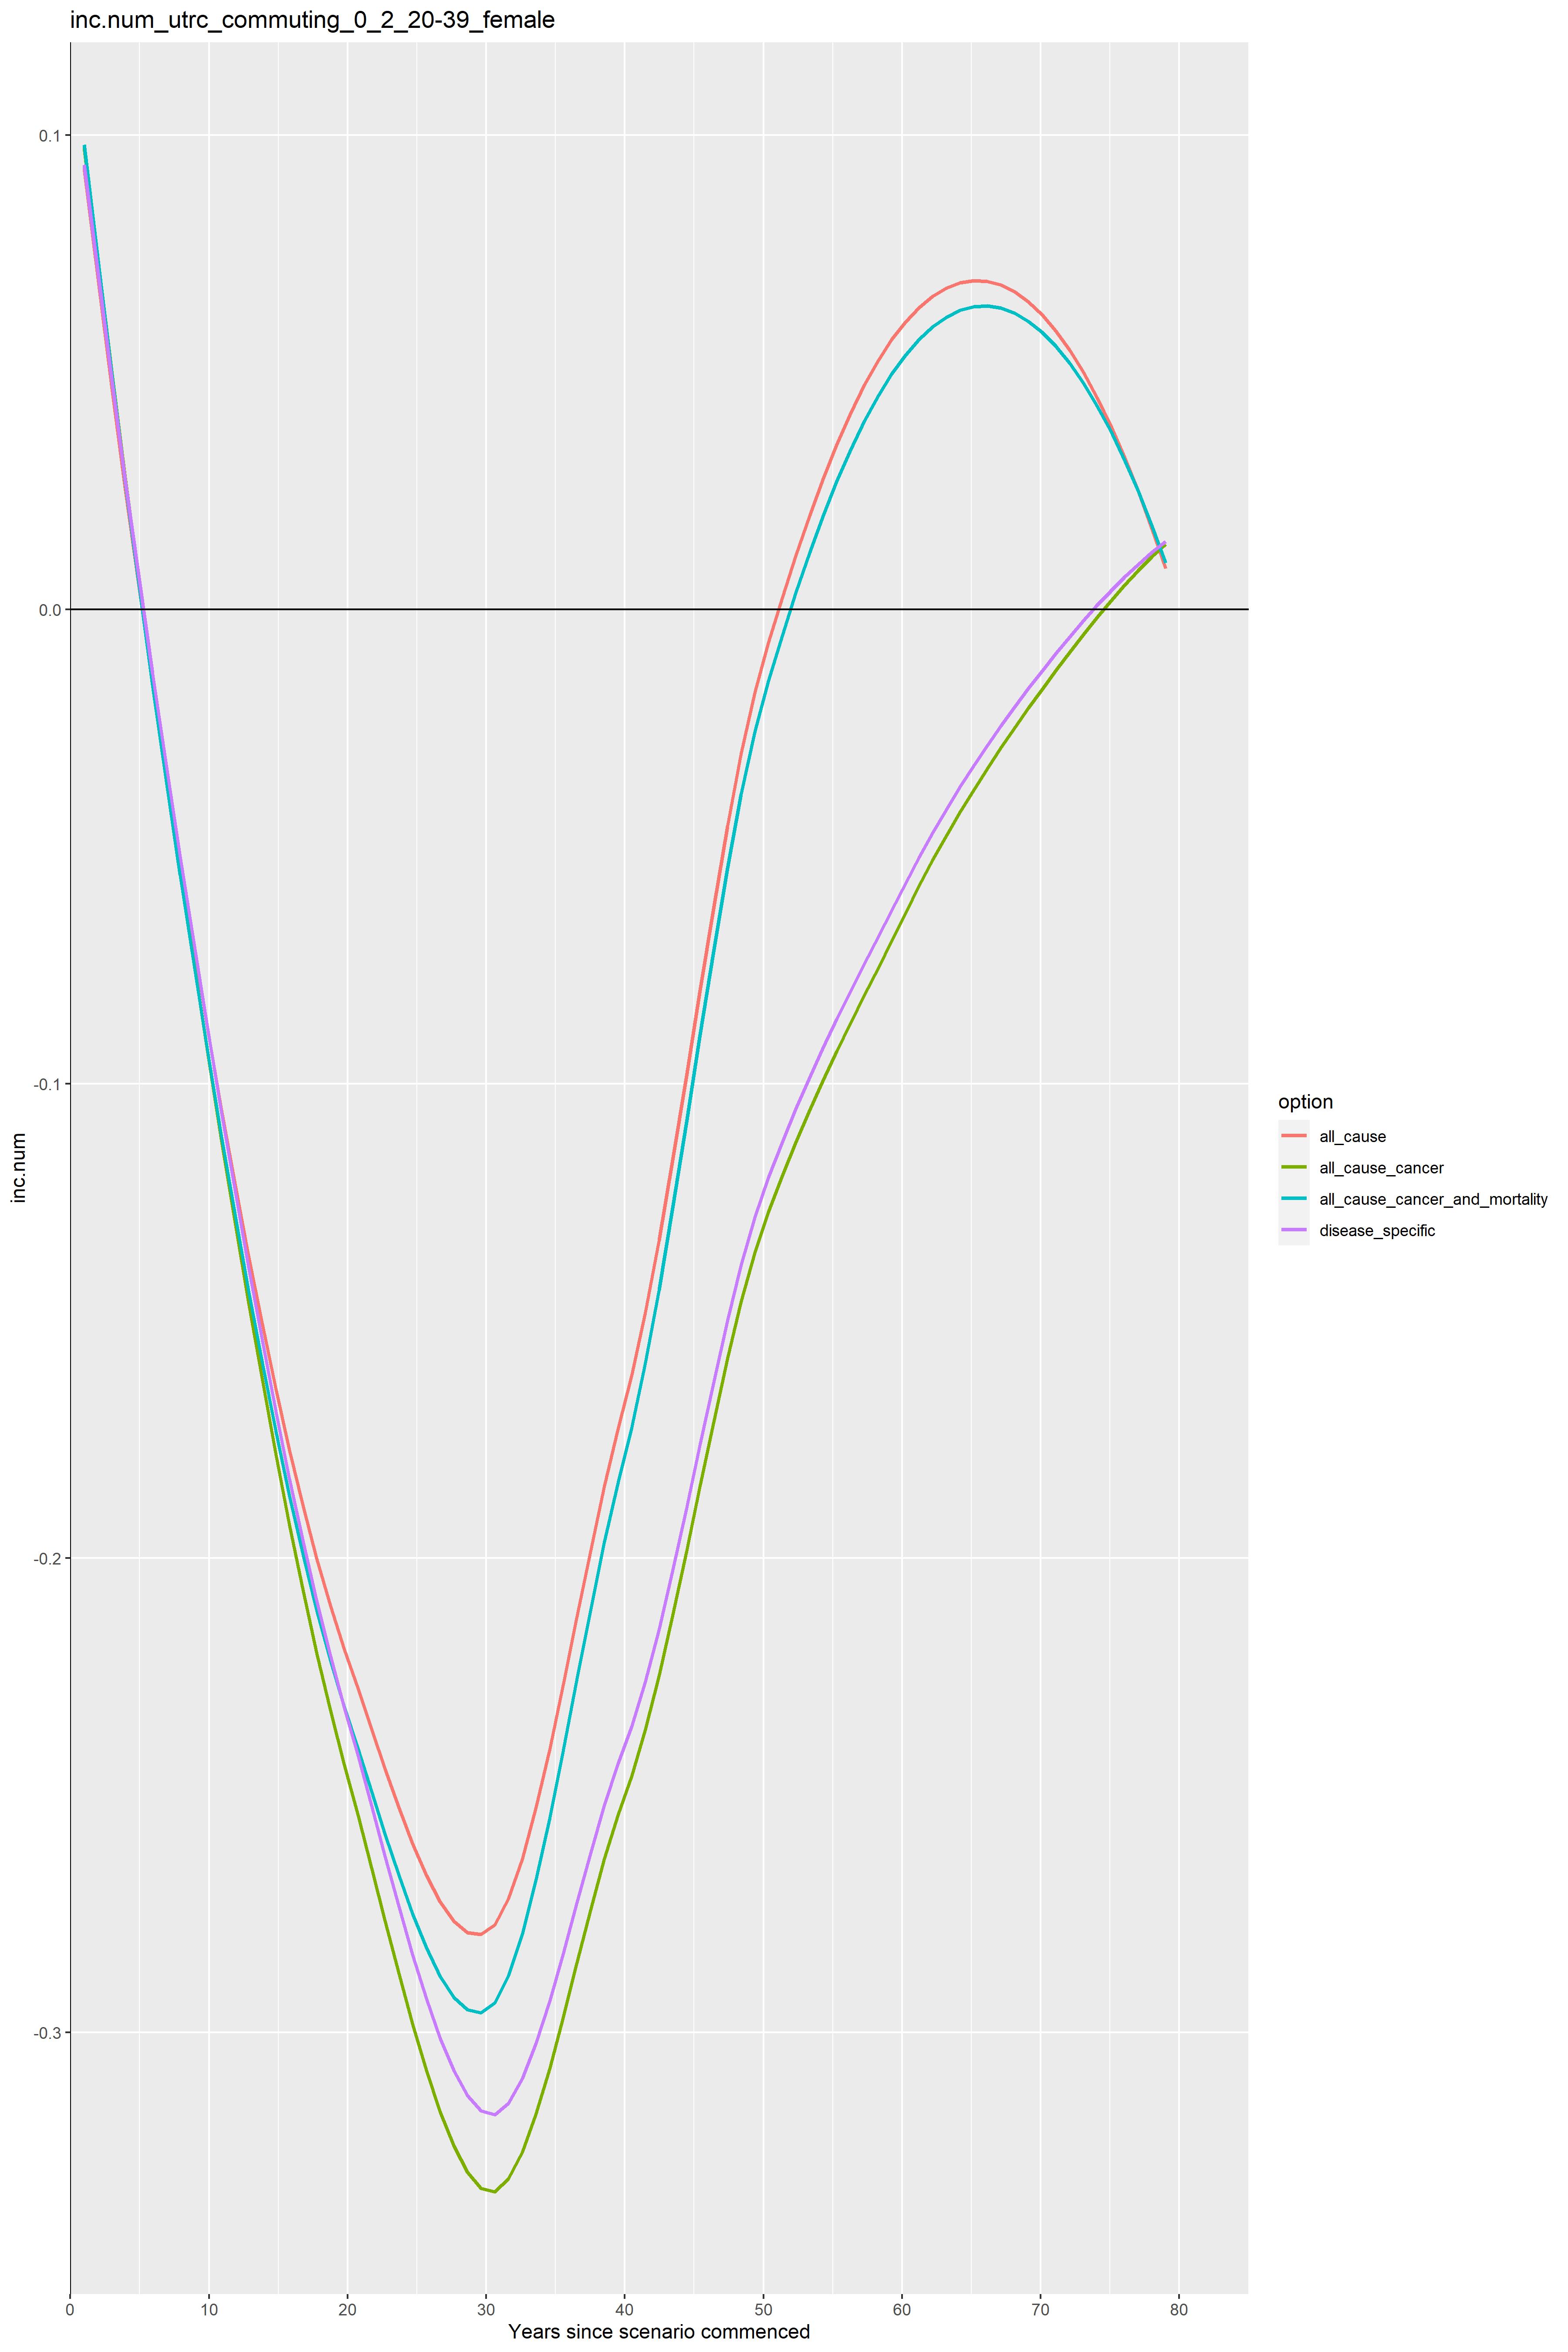 inc.num_utrc_commuting_0_2_20-39_female
0.1
0.0
-0.1
-0.2
-0.3
inc.num
0 10 20 30 40 50 60 70 80
Years since scenario commenced
option
all_cause
all_cause_cancer
all_cause_cancer_and_mortality
disease_specific